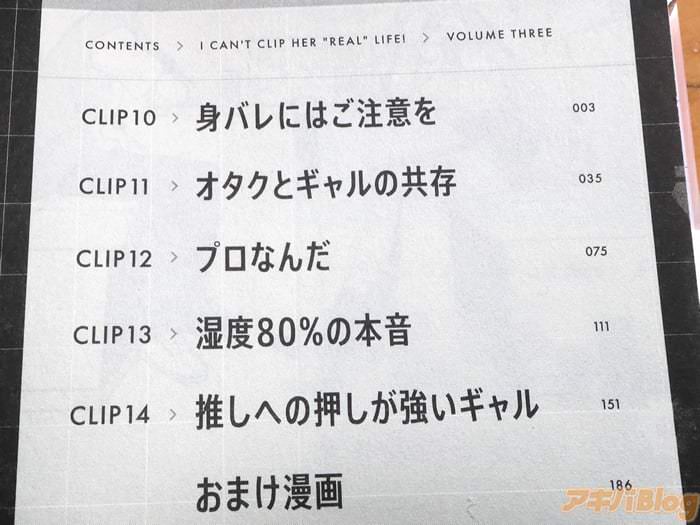 CONTENTS > I CAN'T CLIP HER "REAL" LIFE! > VOLUME THREE
CLIP10 > 身バレにはご注意を 003
CLIP11 > オタクとギャルの共存 035
CLIP12 > プロなんだ 075
CLIP13 > 湿度80%の本音 111
CLIP14 > 推しへの押しが強いギャル 151
おまけ漫画 186
アキバBlog